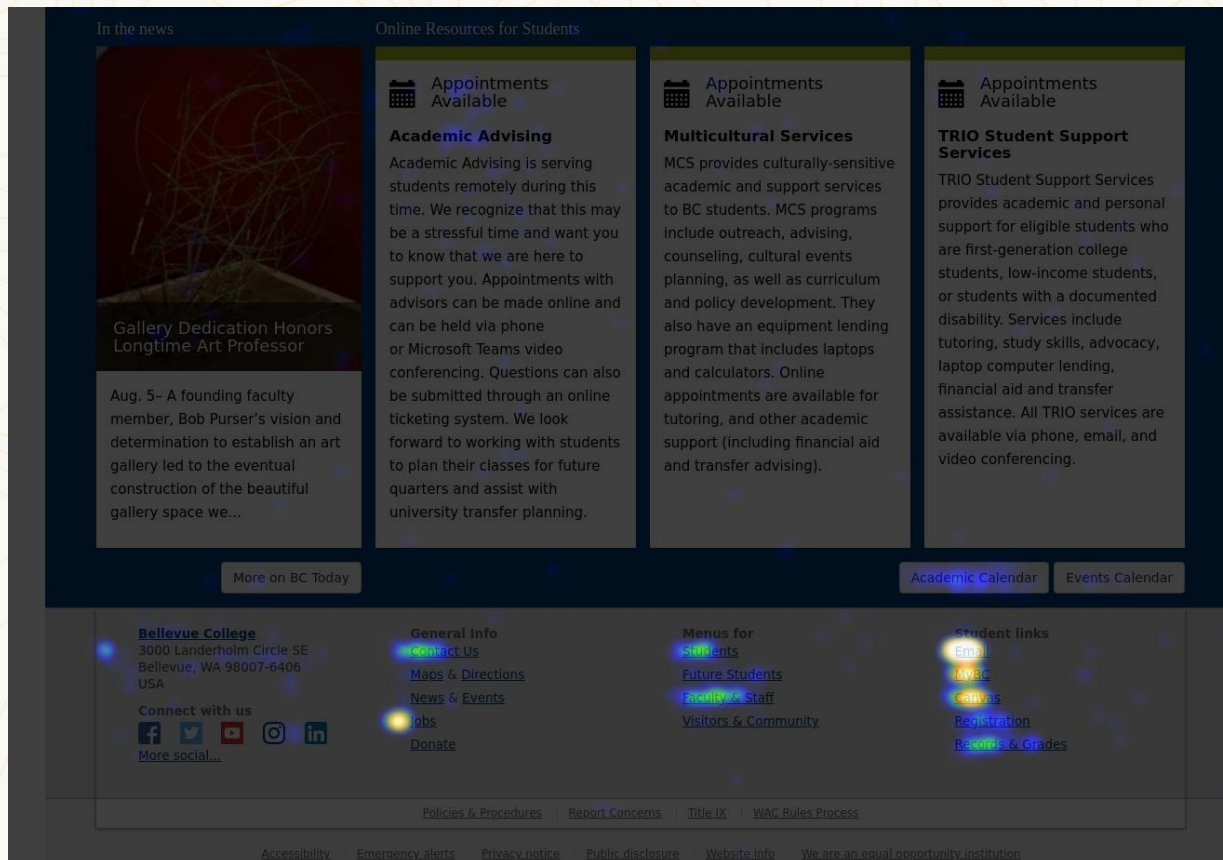 In the news
Gallery Dedication Honors
Longtime Art Professor
Aug. 5– A founding faculty
member, Bob Purser’s vision and
determination to establish an art
gallery led to the eventual
construction of the beautiful
gallery space we...
More on BC Today
Online Resources for Students
Appointments
Available
Academic Advising
Academic Advising is serving
students remotely during this
time. We recognize that this may
be a stressful time and want you
to know that we are here to
support you. Appointments with
advisors can be made online and
can be held via phone
or Microsoft Teams video
conferencing. Questions can also
be submitted through an online
ticketing system. We look
forward to working with students
to plan their classes for future
quarters and assist with
university transfer planning.
Appointments
Available
Multicultural Services
MCS provides culturally-sensitive
academic and support services
to BC students. MCS programs
include outreach, advising,
counseling, cultural events
planning, as well as curriculum
and policy development. They
also have an equipment lending
program that includes laptops
and calculators. Online
appointments are available for
tutoring, and other academic
support (including financial aid
and transfer advising).
Appointments
Available
TRIO Student Support
Services
TRIO Student Support Services
provides academic and personal
support for eligible students who
are first-generation college
students, low-income students,
or students with a documented
disability. Services include
tutoring, study skills, advocacy,
laptop computer lending,
financial aid and transfer
assistance. All TRIO services are
available via phone, email, and
video conferencing.
Academic Calendar
Events Calendar
Bellevue College
3000 Landerholm Circle SE
Bellevue, WA 98007-6406
USA
Connect with us
More social...
General Info
Contact Us
Maps & Directions
News & Events
Jobs
Donate
Menus for
Students
Future Students
Faculty & Staff
Visitors & Community
Student links
Email
MyBC
Canvas
Registration
Records & Grades
Policies & Procedures
Report Concerns
Title IX
WAC Rules Process
Accessibility
Emergency alerts
Privacy notice
Public disclosure
Website info
We are an equal opportunity institution